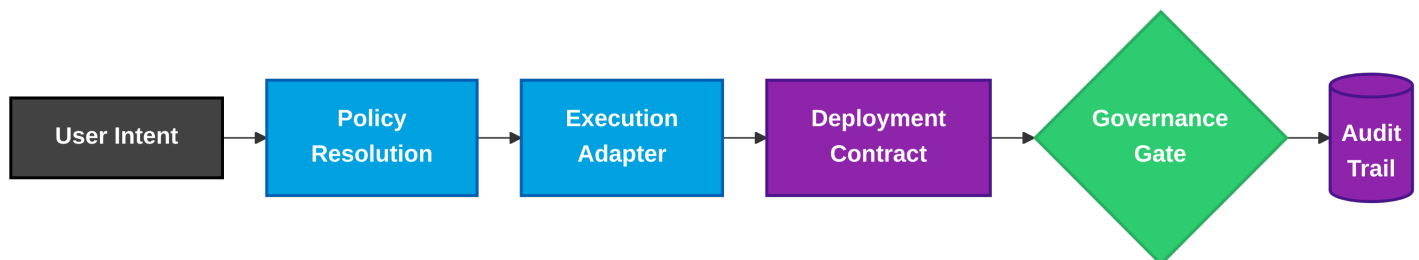 User Intent
Policy
Resolution
Execution
Adapter
Deployment
Contract
Governance
Gate
Audit
Trail